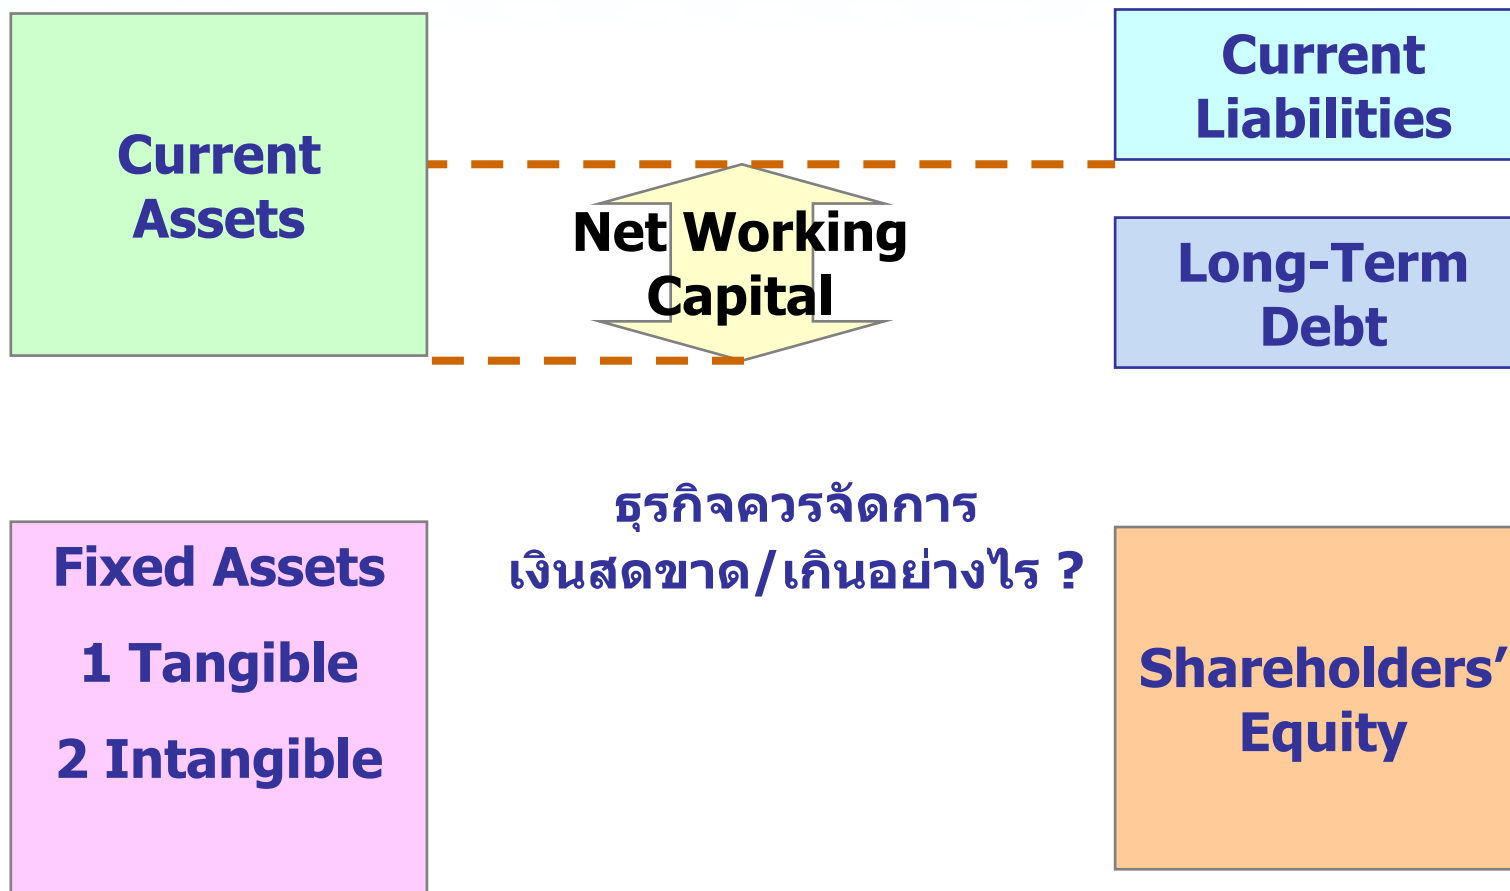 Current
Assets
Net Working
Capital
Current
Liabilities
Long-Term
Debt
Fixed Assets
1 Tangible
2 Intangible
ธุรกิจควรจัดการ
เงินสดขาด/เกินอย่างไร ?
Shareholders’
Equity